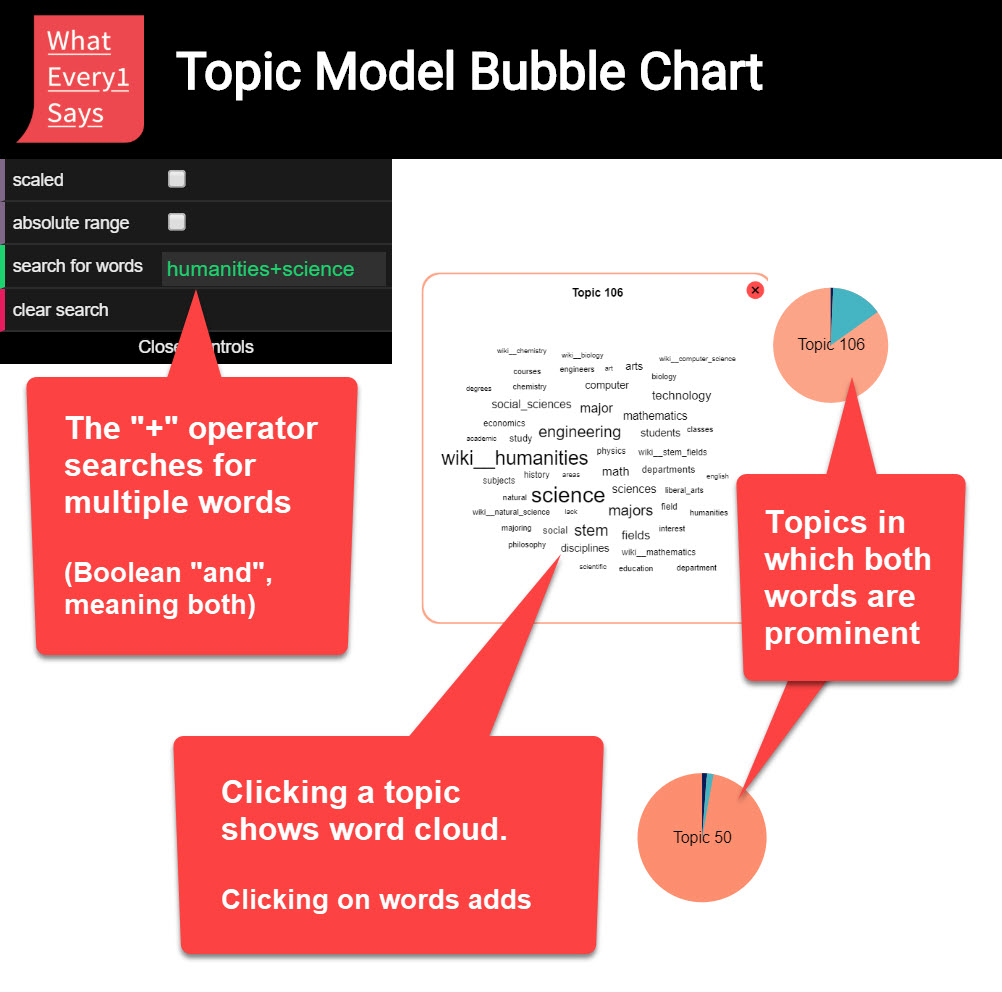 What
Every1
Says
Topic Model Bubble Chart
scaled
absolute range
search for words humanities+science
clear search
Close ntrols
The "+" operator
searches for
multiple words
(Boolean "and",
meaning both)
Topic 106
wiki__chemistry wiki__biology wiki__computer_science
courses engineers art arts biology
degrees chemistry computer technology
social_sciences major mathematics
economics
academic study engineering students classes
wiki__humanities physics wiki__stem_fields
subjects history areas math departments english
natural science sciences liberal_arts
wiki__natural_science lack majors field humanities
majoring social stem fields interest
philosophy disciplines wiki__mathematics
scientific education department
Topic 106
Topics in
which both
words are
prominent
Clicking a topic
shows word cloud.
Clicking on words adds
Topic 50